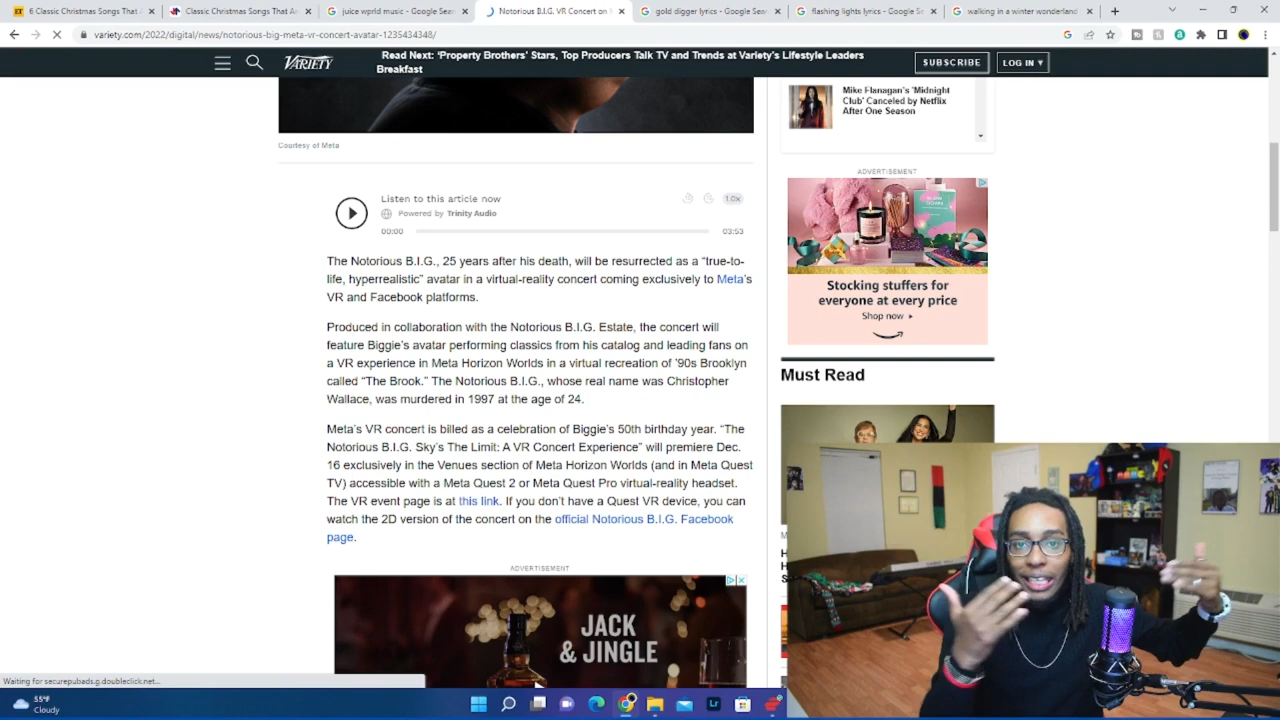 6 Classic Christmas Songs That
Classic Christmas Songs That Ar
juice wprld music - Google Sear
Notorious B.I.G. VR Concert on
gold digger lyrics - Google Sear
flashing lights lyrics - Google Se
walking in a winter wonderland
variety.com/2022/digital/news/notorious-big-meta-vr-concert-avatar-1235434348/
VARIETY
Read Next: 'Property Brothers' Stars, Top Producers Talk TV and Trends at Variety's Lifestyle Leaders
Breakfast
SUBSCRIBE
LOG IN
Courtesy of Meta
Listen to this article now
Powered by Trinity Audio
1.0x
00:00
03:53
The Notorious B.I.G., 25 years after his death, will be resurrected as a “true-to-
life, hyperrealistic” avatar in a virtual-reality concert coming exclusively to Meta's
VR and Facebook platforms.
Produced in collaboration with the Notorious B.I.G. Estate, the concert will
feature Biggie's avatar performing classics from his catalog and leading fans on
a VR experience in Meta Horizon Worlds in a virtual recreation of '90s Brooklyn
called “The Brook.” The Notorious B.I.G., whose real name was Christopher
Wallace, was murdered in 1997 at the age of 24.
Meta's VR concert is billed as a celebration of Biggie's 50th birthday year. “The
Notorious B.I.G. Sky's The Limit: A VR Concert Experience” will premiere Dec.
16 exclusively in the Venues section of Meta Horizon Worlds (and in Meta Quest
TV) accessible with a Meta Quest 2 or Meta Quest Pro virtual-reality headset.
The VR event page is at this link. If you don't have a Quest VR device, you can
watch the 2D version of the concert on the official Notorious B.I.G. Facebook
page.
ADVERTISEMENT
JACK
& JINGLE
Mike Flanagan's 'Midnight
Club' Canceled by Netflix
After One Season
ADVERTISEMENT
Stocking stuffers for
everyone at every price
Shop now
Must Read
Waiting for securepubads.g.doubleclick.net...
55°F
Cloudy